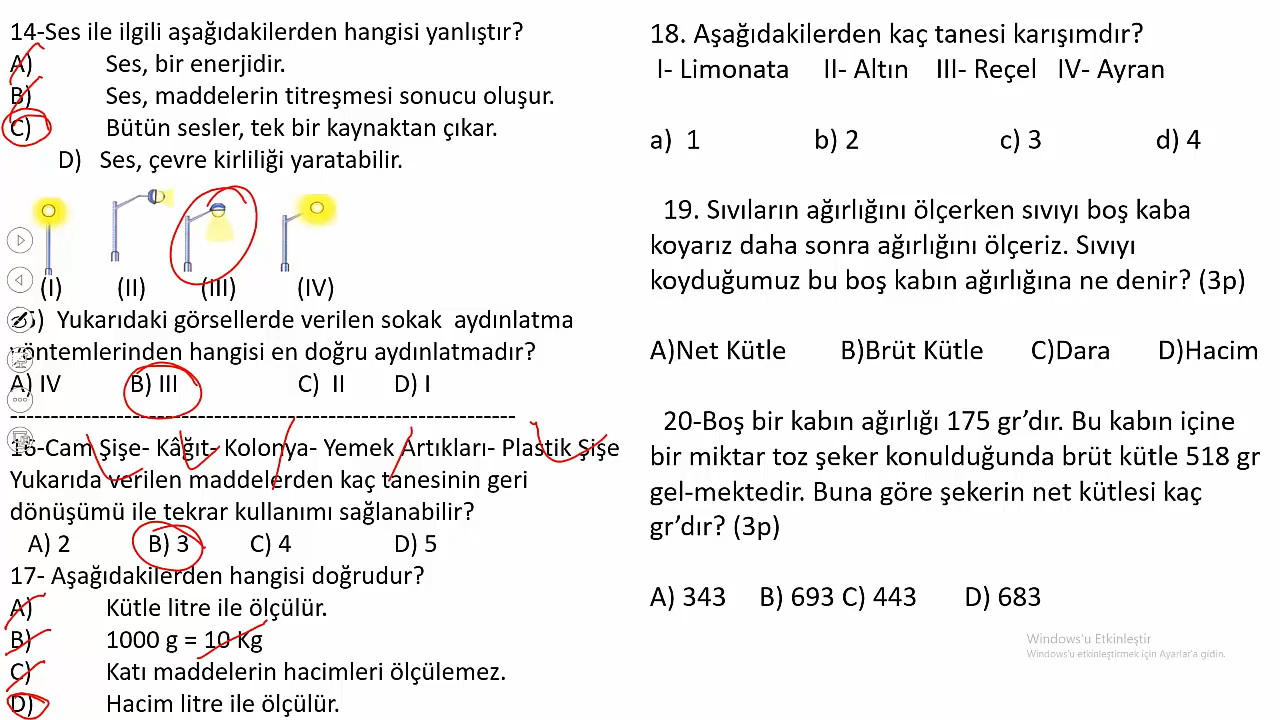 14-Ses ile ilgili aşağıdakilerden hangisi yanlıştır?
A) Ses, bir enerjidir.
B) Ses, maddelerin titreşmesi sonucu oluşur.
C) Bütün sesler, tek bir kaynaktan çıkar.
D) Ses, çevre kirliliği yaratabilir.
(I) (II) (III) (IV)
5) Yukarıdaki görsellerde verilen sokak aydınlatma
yöntemlerinden hangisi en doğru aydınlatmadır?
A) IV B) III C) II D) I
---------------------------------------------------------------
16-Cam Şişe- Kâğıt- Kolonya- Yemek Artıkları- Plastik Şişe
Yukarıda verilen maddelerden kaç tanesinin geri
dönüşümü ile tekrar kullanımı sağlanabilir?
A) 2 B) 3 C) 4 D) 5
17- Aşağıdakilerden hangisi doğrudur?
A) Kütle litre ile ölçülür.
B) 1000 g = 10 Kg
C) Katı maddelerin hacimleri ölçülemez.
D) Hacim litre ile ölçülür.
18. Aşağıdakilerden kaç tanesi karışımdır?
I- Limonata II- Altın III- Reçel IV- Ayran
a) 1 b) 2 c) 3 d) 4
19. Sıvıların ağırlığını ölçerken sıvıyı boş kaba
koyarız daha sonra ağırlığını ölçeriz. Sıvıyı
koyduğumuz bu boş kabın ağırlığına ne denir? (3p)
A)Net Kütle B)Brüt Kütle C)Dara D)Hacim
20-Boş bir kabın ağırlığı 175 gr’dır. Bu kabın içine
bir miktar toz şeker konulduğunda brüt kütle 518 gr
gel-mektedir. Buna göre şekerin net kütlesi kaç
gr’dır? (3p)
A) 343 B) 693 C) 443 D) 683
Windows'u Etkinleştir
Windows'u etkinleştirmek için Ayarlar'a gidin.